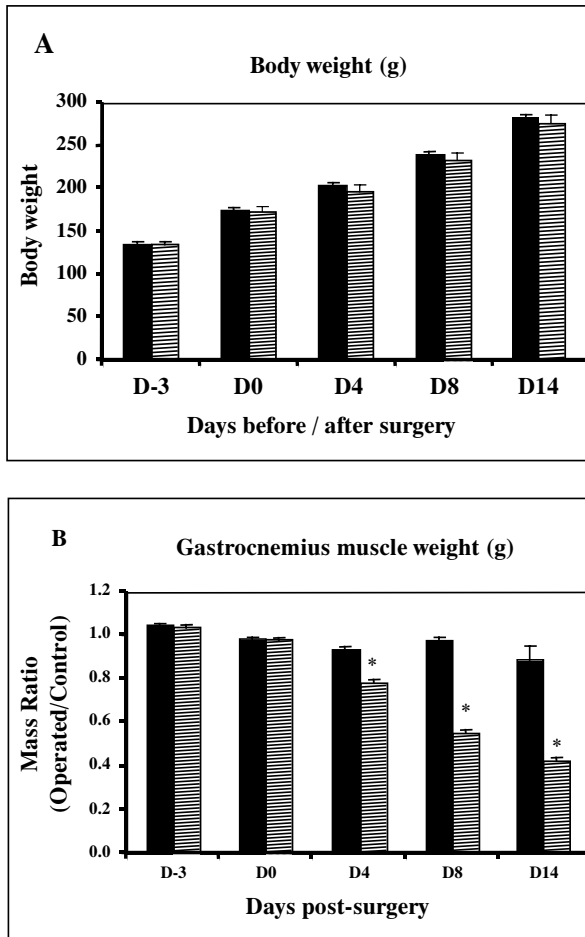 A
Body weight (g)
300
250
200
150
100
50
0
Body weight
D-3 D0 D4 D8 D14
Days before / after surgery
B
Gastrocnemius muscle weight (g)
1.2
1.0
0.8
0.6
0.4
0.2
0.0
Mass Ratio
(Operated/Control)
*
*
*
D-3 D0 D4 D8 D14
Days post-surgery